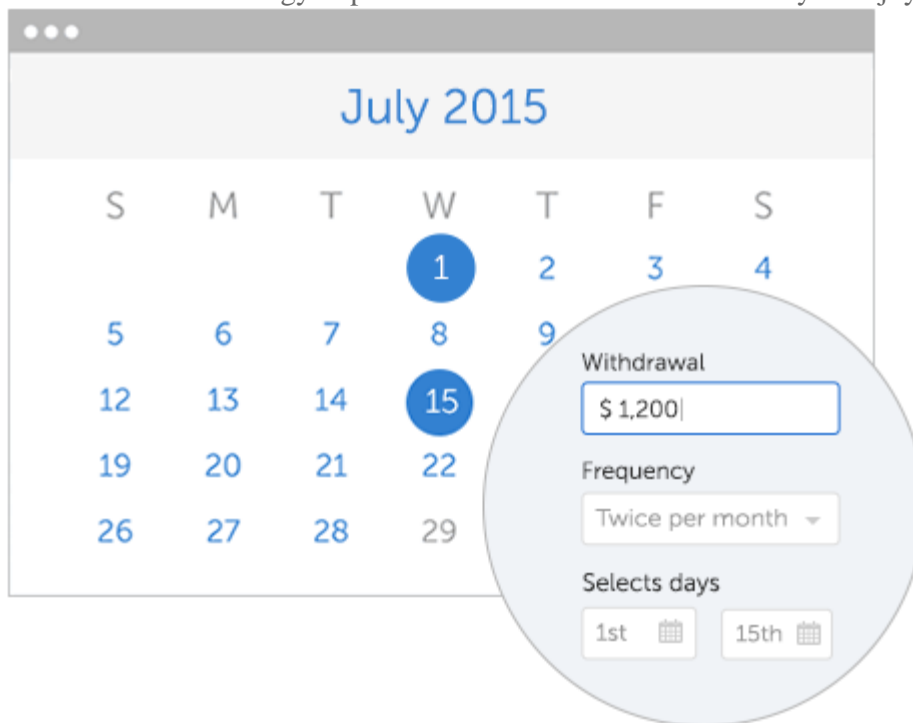 July 2015
S M T W T F S
1 2 3 4
5 6 7 8 9
12 13 14 15
19 20 21 22
26 27 28 29
Withdrawal
$ 1,200
Frequency
Twice per month
Selects days
1st 15th